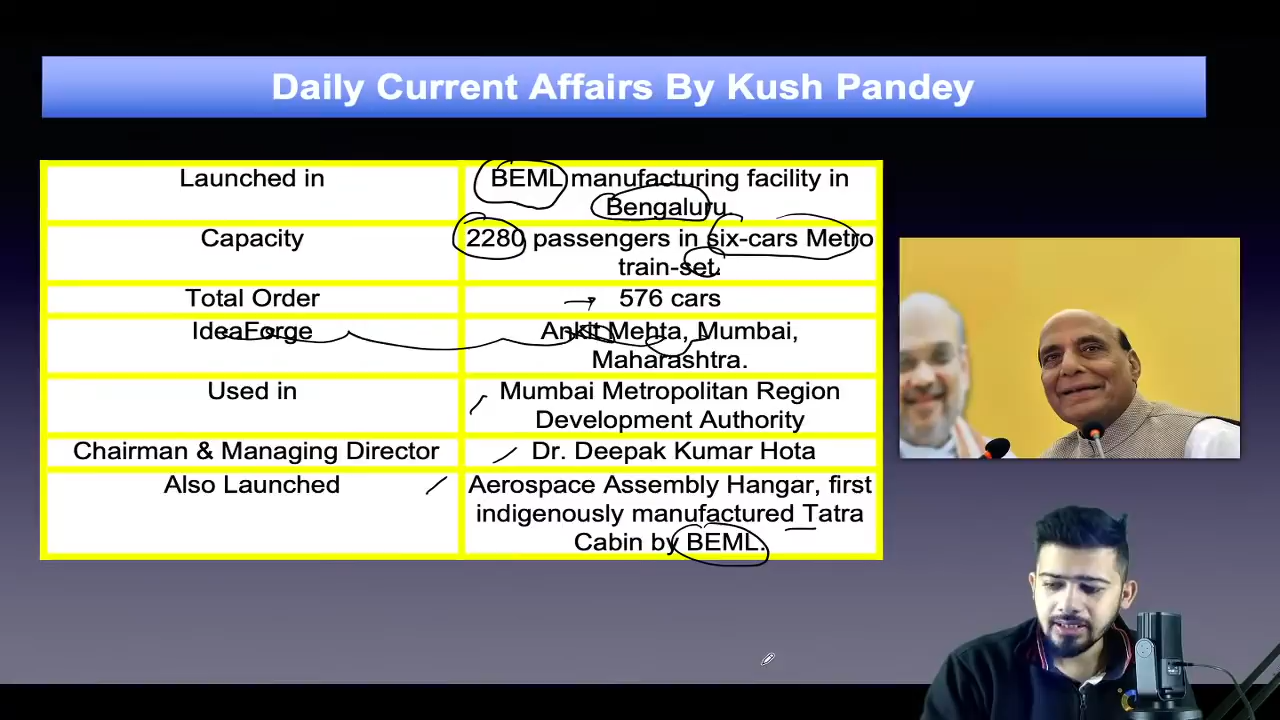 Daily Current Affairs By Kush Pandey
Launched in
BEML manufacturing facility in
Bengaluru.
Capacity
2280 passengers in six-cars Metro
train-set.
Total Order
576 cars
IdeaForge
Ankit Mehta, Mumbai,
Maharashtra.
Used in
Mumbai Metropolitan Region
Development Authority
Chairman & Managing Director
Dr. Deepak Kumar Hota
Also Launched
Aerospace Assembly Hangar, first
indigenously manufactured Tatra
Cabin by BEML.